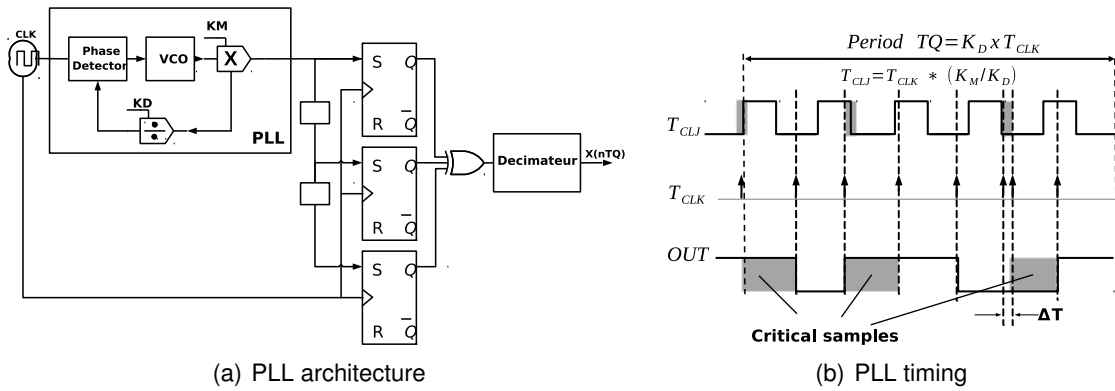 CLK
Phase
Detector
VCO
KM
X
KD
÷
PLL
S Q
R Q̅
S Q
R Q̅
S Q
R Q̅
Decimateur
X(nTQ)
(a) PLL architecture
Period TQ=K_D x T_CLK
T_CLJ=T_CLK * (K_M/K_D)
T_CLJ
T_CLK
OUT
Critical samples
ΔT
(b) PLL timing